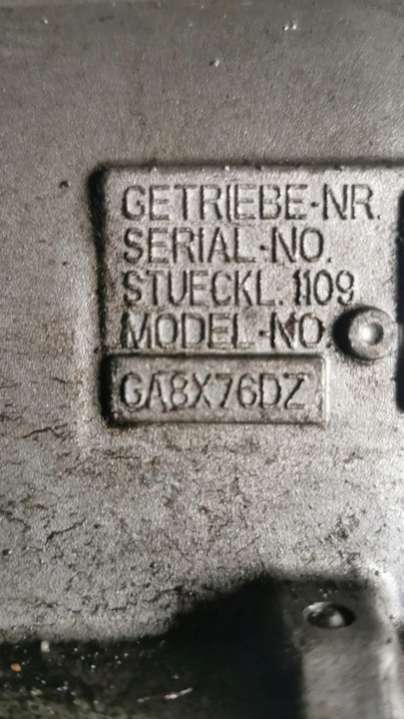 GETRIEBE-NR.
SERIAL-NO.
STUECKL. 1109
MODEL-NO.
GA8X76DZ